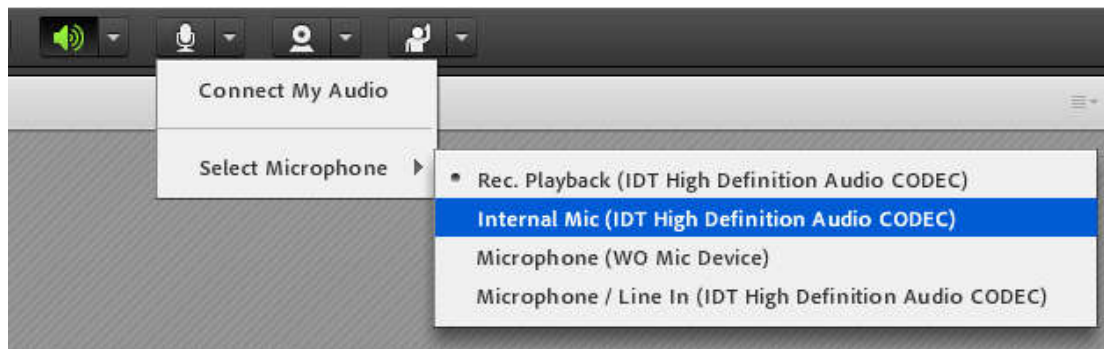 Connect My Audio
Select Microphone
Rec. Playback (IDT High Definition Audio CODEC)
Internal Mic (IDT High Definition Audio CODEC)
Microphone (WO Mic Device)
Microphone / Line In (IDT High Definition Audio CODEC)